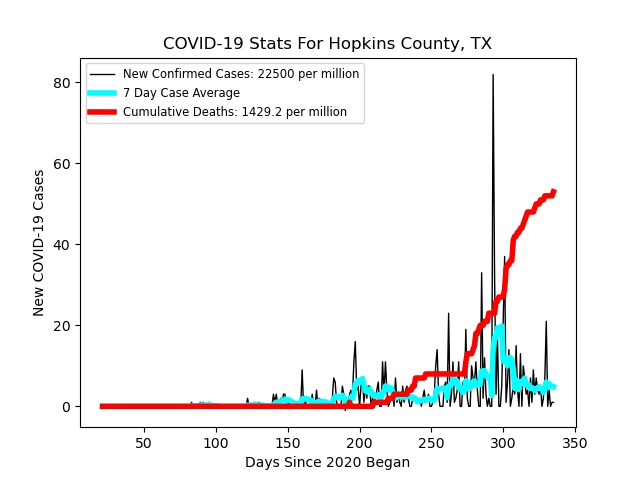 COVID-19 Stats For Hopkins County, TX
New Confirmed Cases: 22500 per million
7 Day Case Average
Cumulative Deaths: 1429.2 per million
New COVID-19 Cases
80
60
40
20
0
50 100 150 200 250 300 350
Days Since 2020 Began